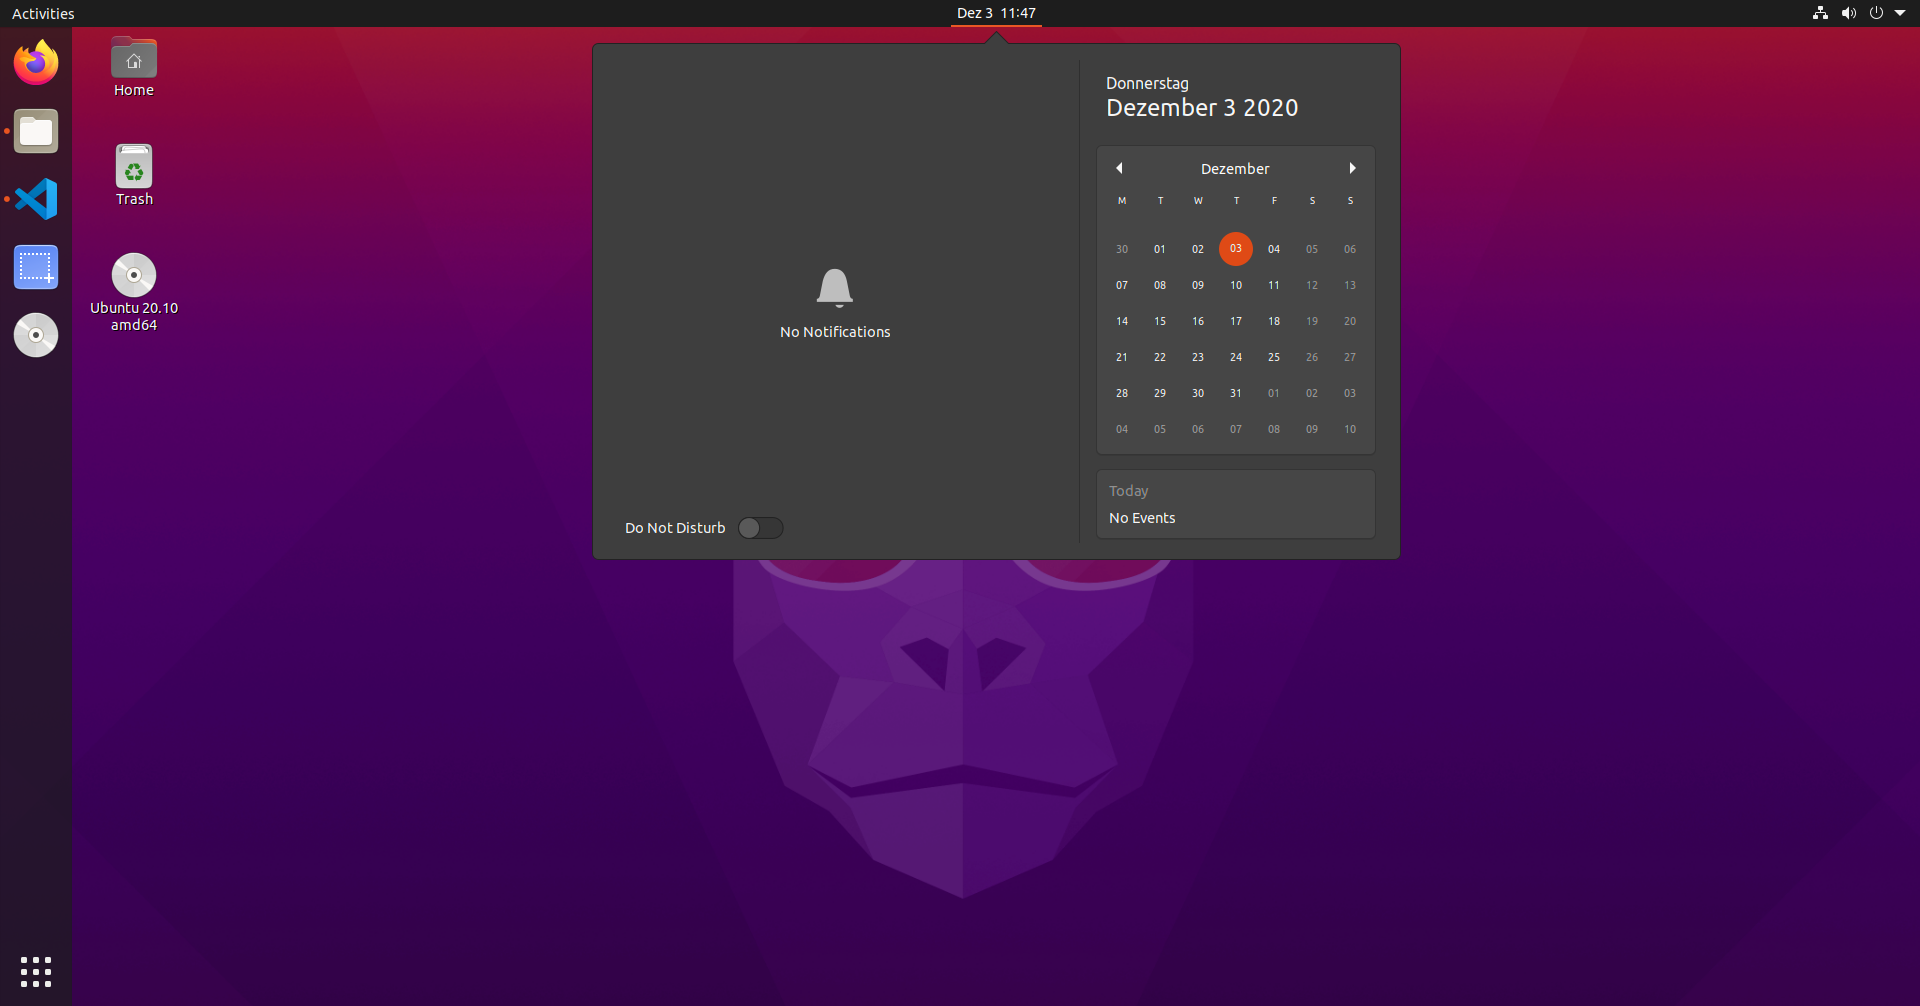 Activities
Dez 3 11:47
Home
Trash
Ubuntu 20.10
amd64
No Notifications
Do Not Disturb
Donnerstag
Dezember 3 2020
Dezember
M T W T F S S
30 01 02 03 04 05 06
07 08 09 10 11 12 13
14 15 16 17 18 19 20
21 22 23 24 25 26 27
28 29 30 31 01 02 03
04 05 06 07 08 09 10
Today
No Events